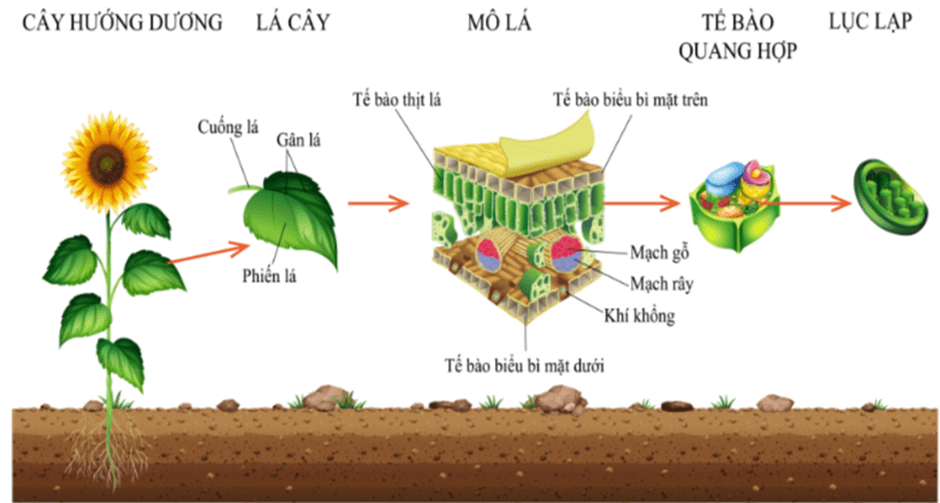 CÂY HƯỚNG DƯƠNG
LÁ CÂY
MÔ LÁ
TẾ BÀO
QUANG HỢP
LỤC LẠP
Tế bào thịt lá
Tế bào biểu bì mặt trên
Cuống lá
Gân lá
Phiến lá
Mạch gỗ
Mạch rây
Khí khổng
Tế bào biểu bì mặt dưới